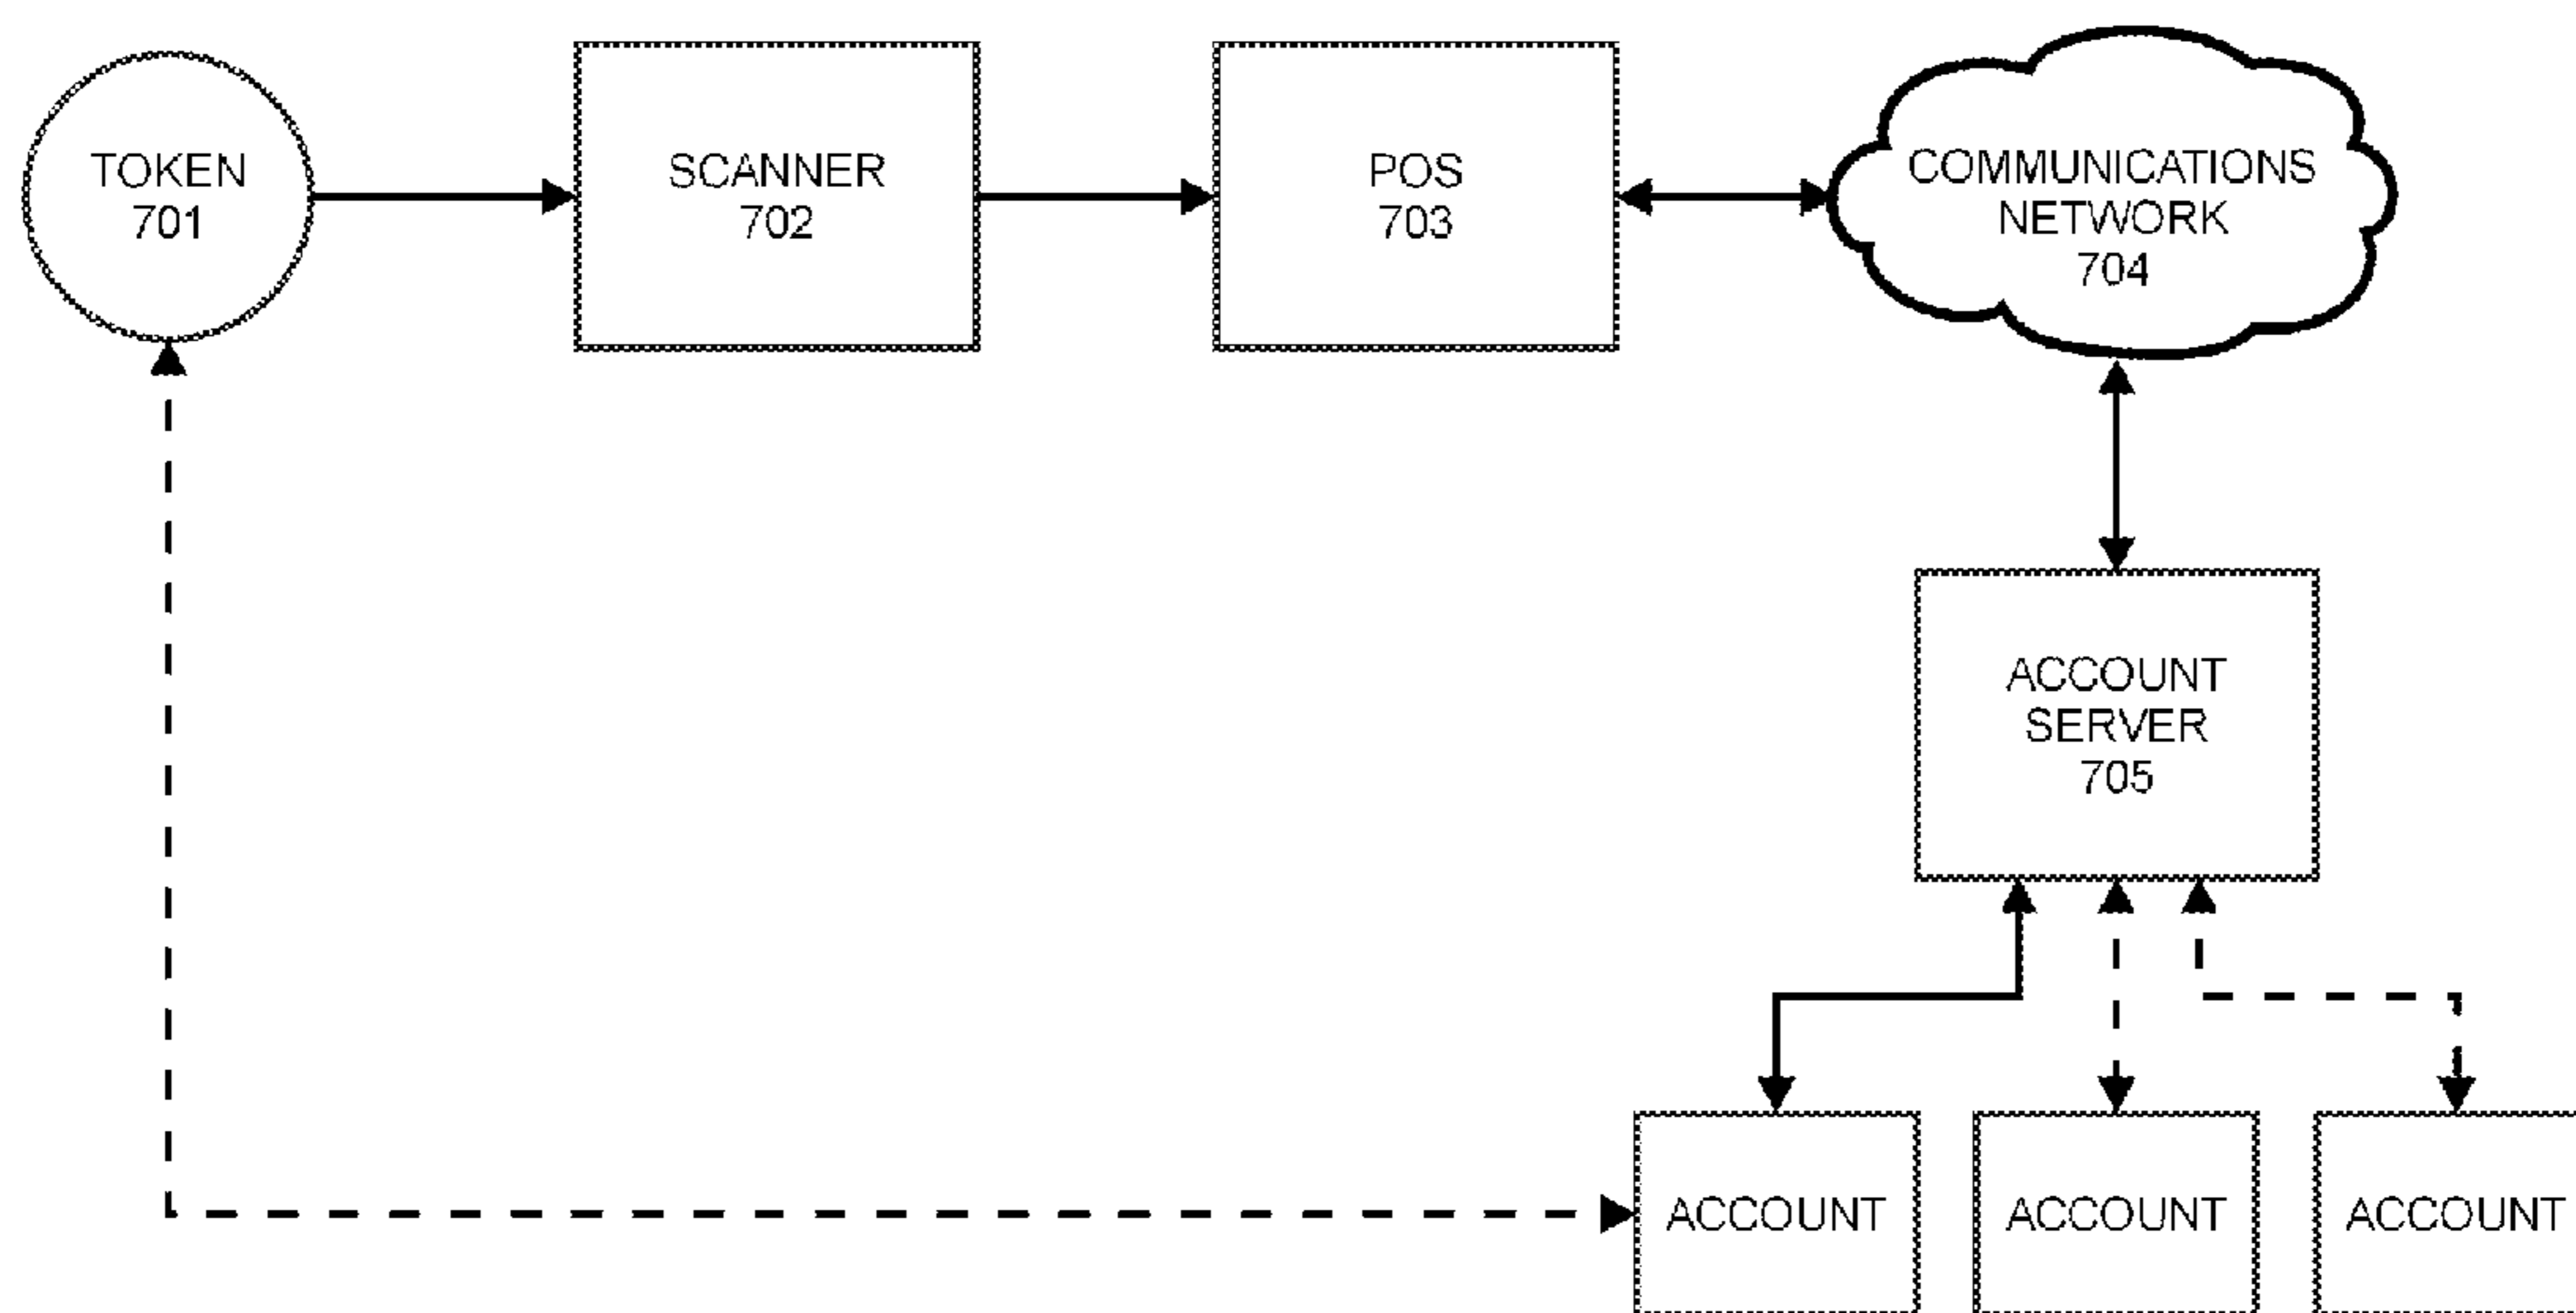 TOKEN
701
SCANNER
702
POS
703
COMMUNICATIONS
NETWORK
704
ACCOUNT
SERVER
705
ACCOUNT
ACCOUNT
ACCOUNT